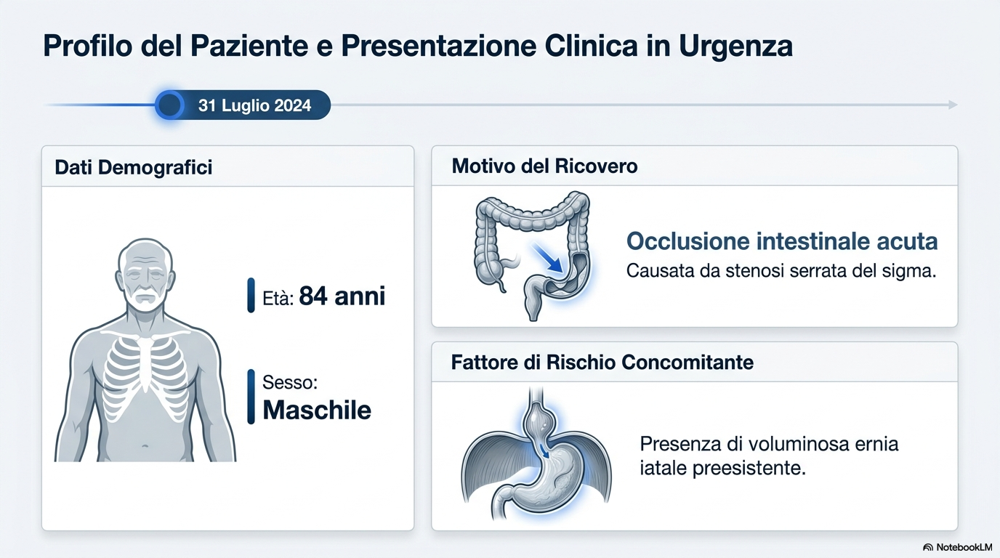 Profilo del Paziente e Presentazione Clinica in Urgenza
31 Luglio 2024
Dati Demografici
Età: 84 anni
Sesso:
Maschile
Motivo del Ricovero
Occlusione intestinale acuta
Causata da stenosi serrata del sigma.
Fattore di Rischio Concomitante
Presenza di voluminosa ernia
iatale preesistente.
NotebookLM